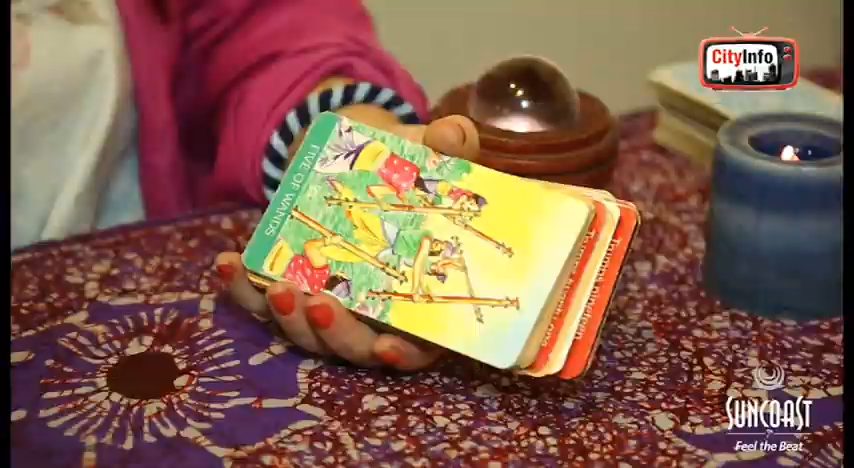 CityInfo
FIVE OF WANDS
SUNCOAST
Feel the Beat